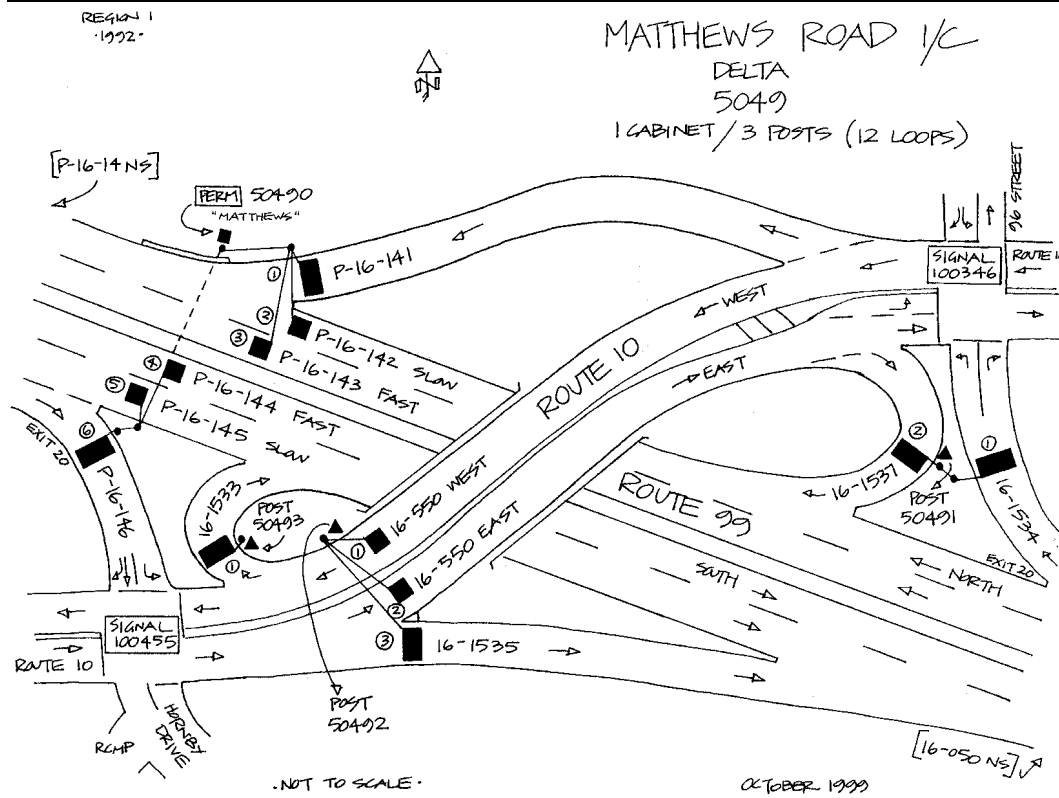 REGION 1
·1992·
MATTHEWS ROAD I/C
DELTA
5049
1 CABINET / 3 POSTS (12 LOOPS)
N
[P-16-14 NS]
PERM 50490
"MATTHEWS"
96 STREET
SIGNAL
100346
① P-16-141
② P-16-142 SLOW
③ P-16-143 FAST
④ P-16-144 FAST
⑤ P-16-145 SLOW
⑥ P-16-146
EXIT 20
WEST
ROUTE 10
EAST
16-1533
①
POST
50493
① 16-550 WEST
② 16-550 EAST
③ 16-1535
ROUTE 99
SOUTH
NORTH
② 16-1537
① 16-1534
POST
50491
EXIT 20
SIGNAL
100455
ROUTE 10
RCMP
HORNBY
DRIVE
POST
50492
[16-050 NS]
·NOT TO SCALE·
OCTOBER 1999